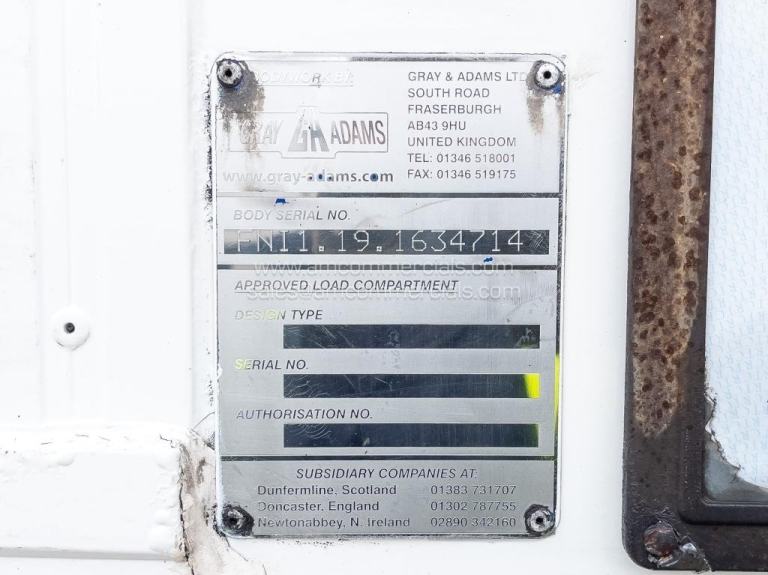 BODYWORK BY:
GRAY ADAMS
www.gray-adams.com
GRAY & ADAMS LTD
SOUTH ROAD
FRASERBURGH
AB43 9HU
UNITED KINGDOM
TEL: 01346 518001
FAX: 01346 519175
BODY SERIAL NO.
FNI1.19.1634714
www.amcommercials.com
sales@amcommercials.com
APPROVED LOAD COMPARTMENT
DESIGN TYPE
SERIAL NO.
AUTHORISATION NO.
SUBSIDIARY COMPANIES AT:
Dunfermline, Scotland 01383 731707
Doncaster, England 01302 787755
Newtonabbey, N. Ireland 02890 342160